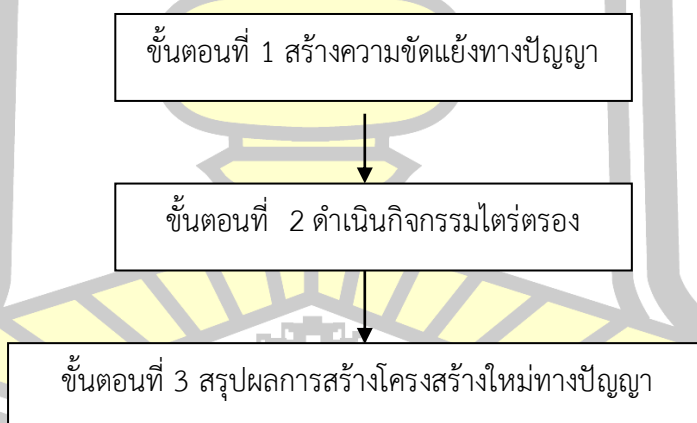 ขั้นตอนที่ 1 สร้างความขัดแย้งทางปัญญา
ขั้นตอนที่ 2 ดำเนินกิจกรรมไตร่ตรอง
ขั้นตอนที่ 3 สรุปผลการสร้างโครงสร้างใหม่ทางปัญญา